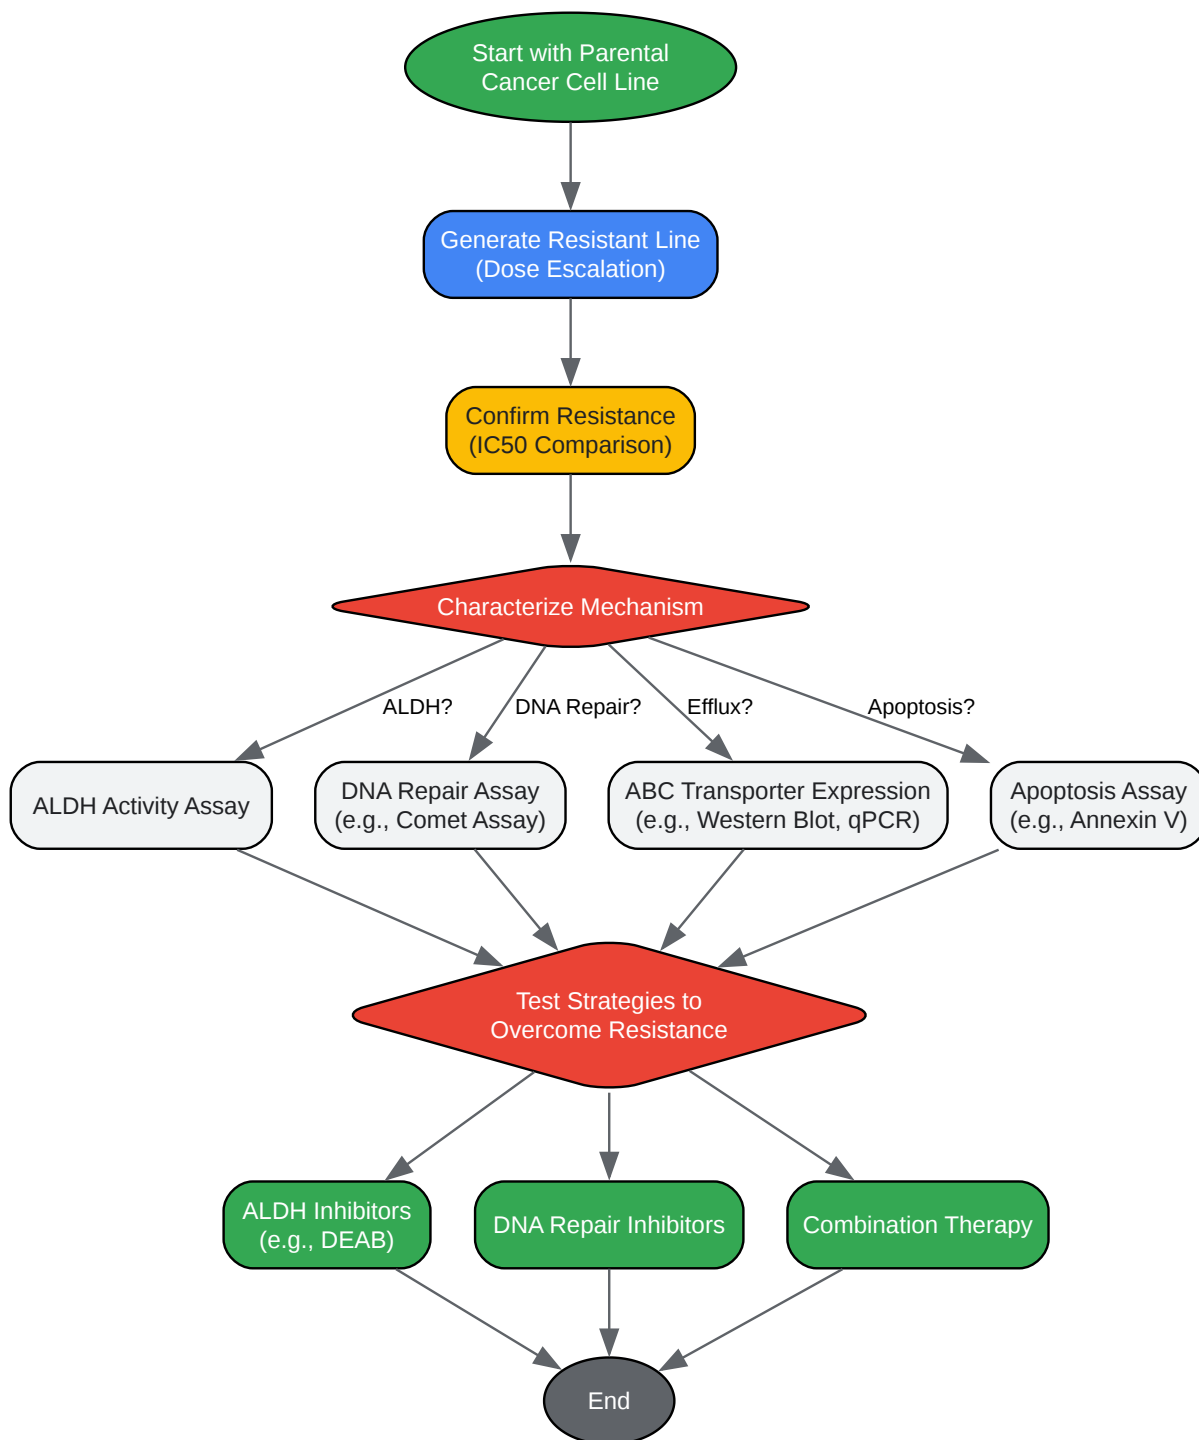 Start with Parental
Cancer Cell Line
Generate Resistant Line
(Dose Escalation)
Confirm Resistance
(IC50 Comparison)
Characterize Mechanism
ALDH?
DNA Repair?
Efflux?
Apoptosis?
ALDH Activity Assay
DNA Repair Assay
(e.g., Comet Assay)
ABC Transporter Expression
(e.g., Western Blot, qPCR)
Apoptosis Assay
(e.g., Annexin V)
Test Strategies to
Overcome Resistance
ALDH Inhibitors
(e.g., DEAB)
DNA Repair Inhibitors
Combination Therapy
End